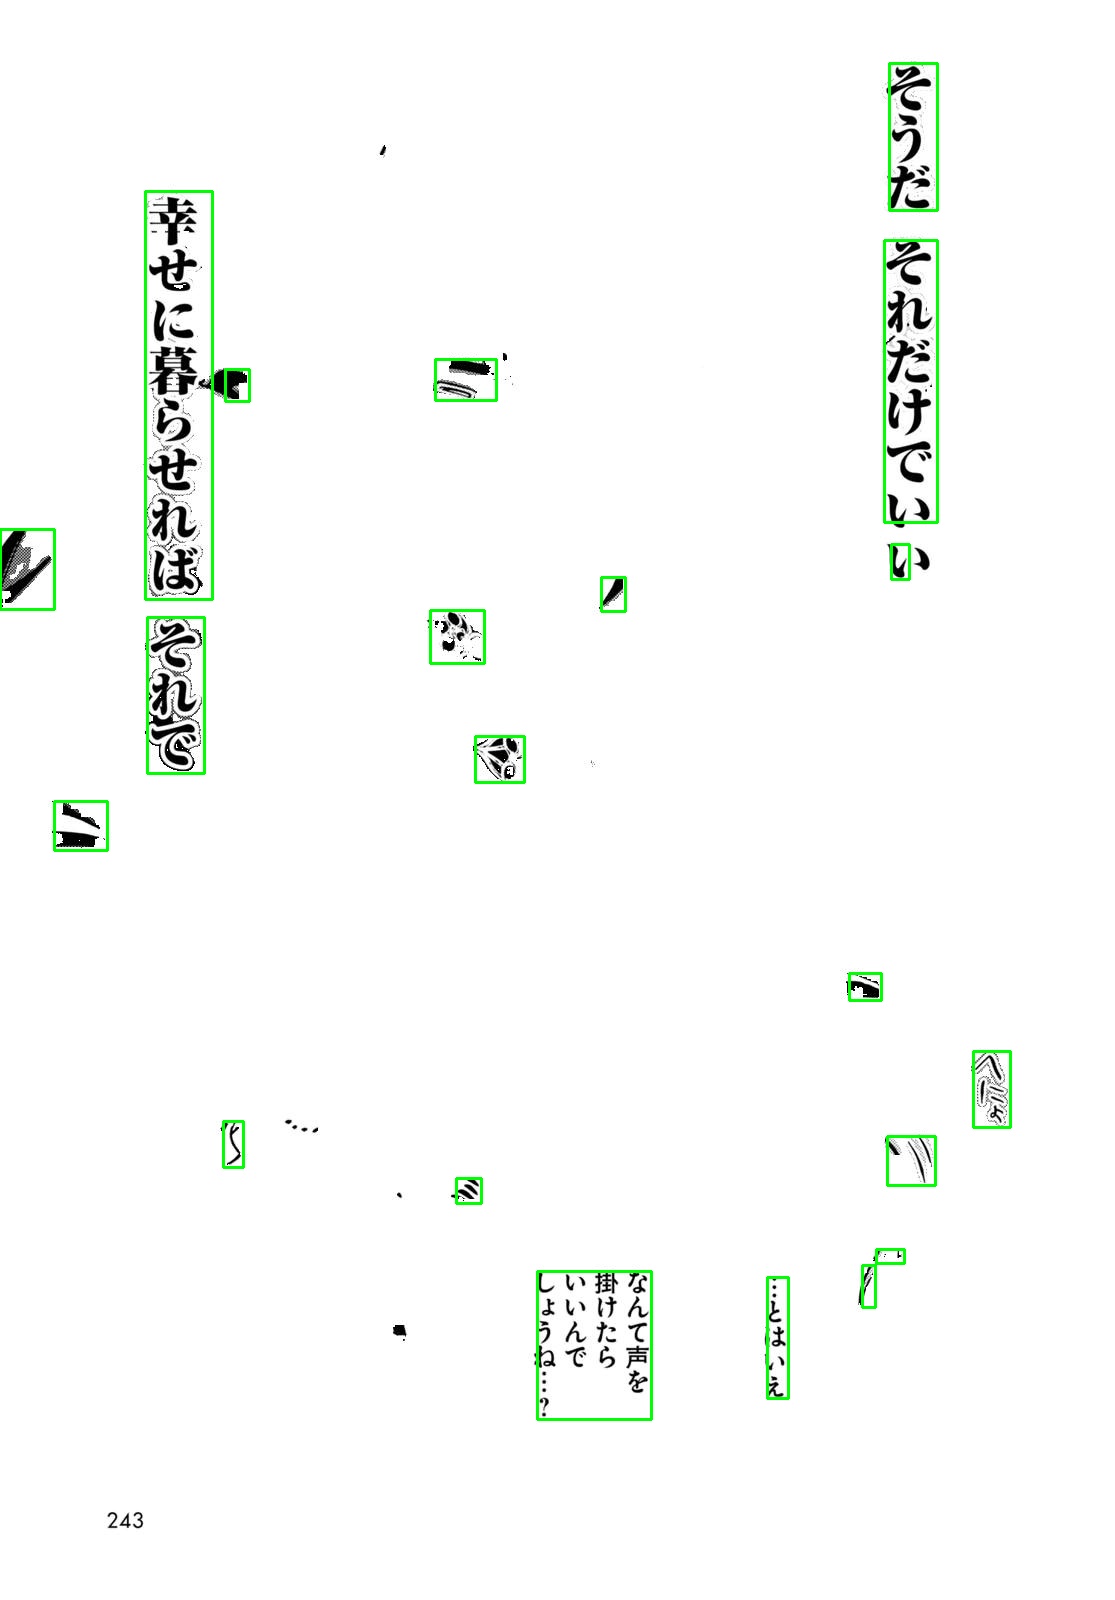 そうだ
それだけでいい
幸せに暮らせれば
それで
へにょ
…とはいえ
なんて声を
掛けたら
いいんで
しょうね…?
243